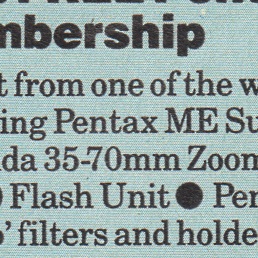 mbership
t from one of the w
ing Pentax ME Su
da 35-70mm Zoom
● Flash Unit ● Pen
s' filters and holde